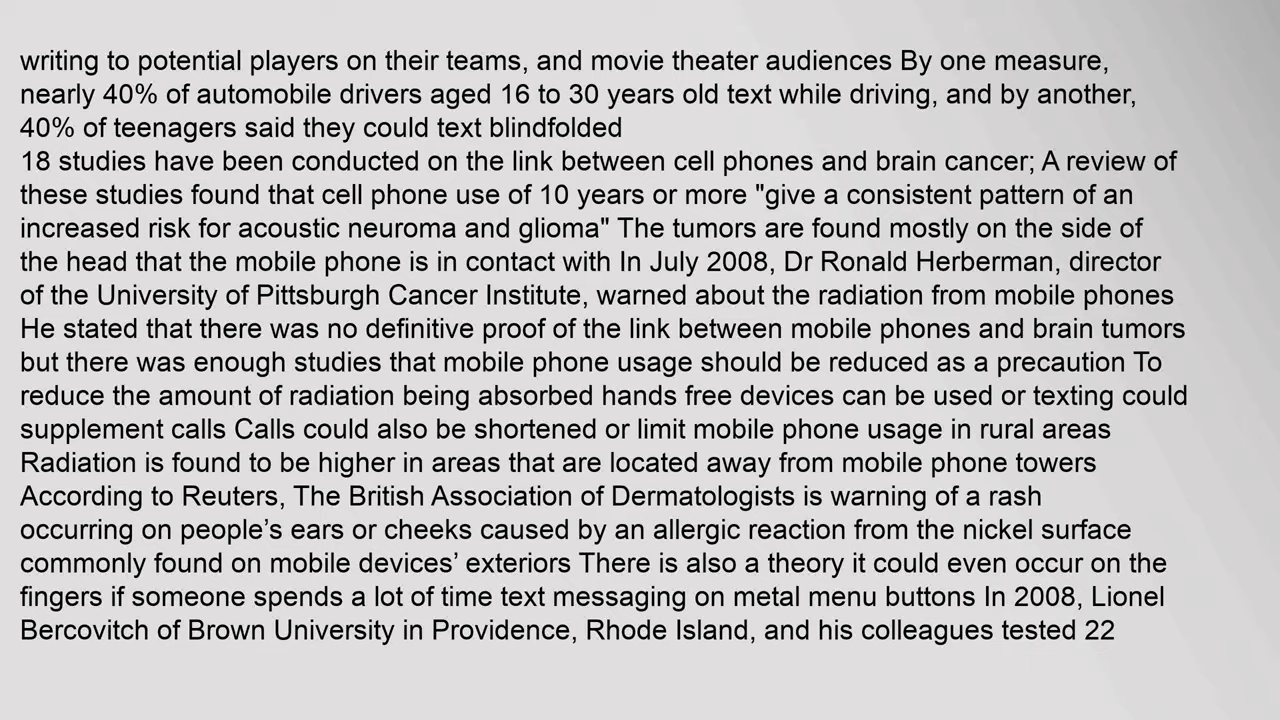 writing to potential players on their teams, and movie theater audiences By one measure,
nearly 40% of automobile drivers aged 16 to 30 years old text while driving, and by another,
40% of teenagers said they could text blindfolded
18 studies have been conducted on the link between cell phones and brain cancer; A review of
these studies found that cell phone use of 10 years or more "give a consistent pattern of an
increased risk for acoustic neuroma and glioma" The tumors are found mostly on the side of
the head that the mobile phone is in contact with In July 2008, Dr Ronald Herberman, director
of the University of Pittsburgh Cancer Institute, warned about the radiation from mobile phones
He stated that there was no definitive proof of the link between mobile phones and brain tumors
but there was enough studies that mobile phone usage should be reduced as a precaution To
reduce the amount of radiation being absorbed hands free devices can be used or texting could
supplement calls Calls could also be shortened or limit mobile phone usage in rural areas
Radiation is found to be higher in areas that are located away from mobile phone towers
According to Reuters, The British Association of Dermatologists is warning of a rash
occurring on people’s ears or cheeks caused by an allergic reaction from the nickel surface
commonly found on mobile devices’ exteriors There is also a theory it could even occur on the
fingers if someone spends a lot of time text messaging on metal menu buttons In 2008, Lionel
Bercovitch of Brown University in Providence, Rhode Island, and his colleagues tested 22